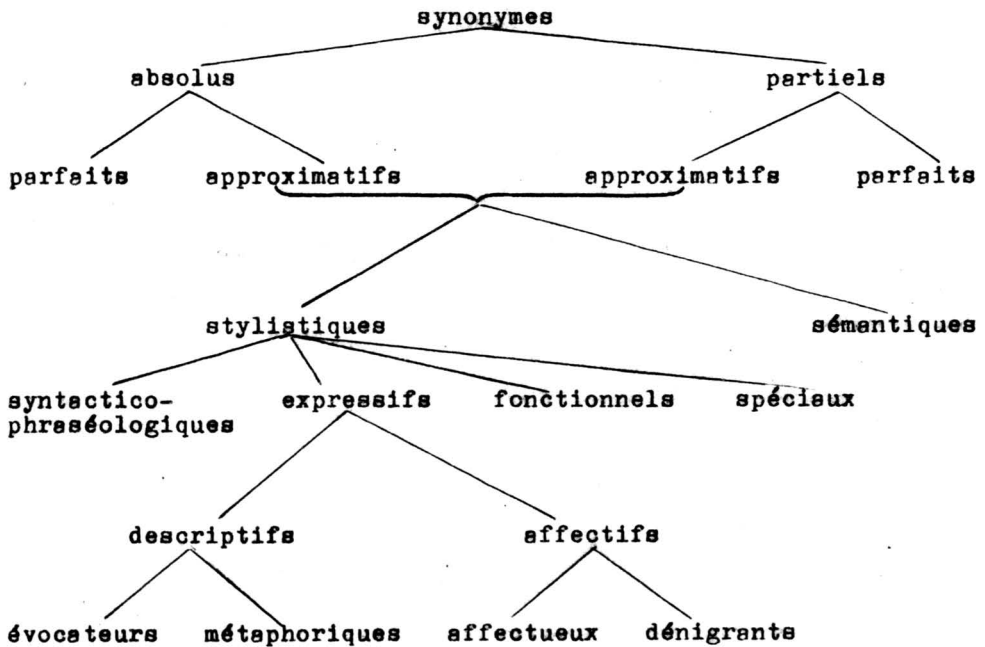 synonymes
absolus partiels
parfaits approximatifs approximatifs parfaits
stylistiques sémantiques
syntactico- expressifs fonctionnels spéciaux
phraséologiques
descriptifs affectifs
évocateurs métaphoriques affectueux dénigrants